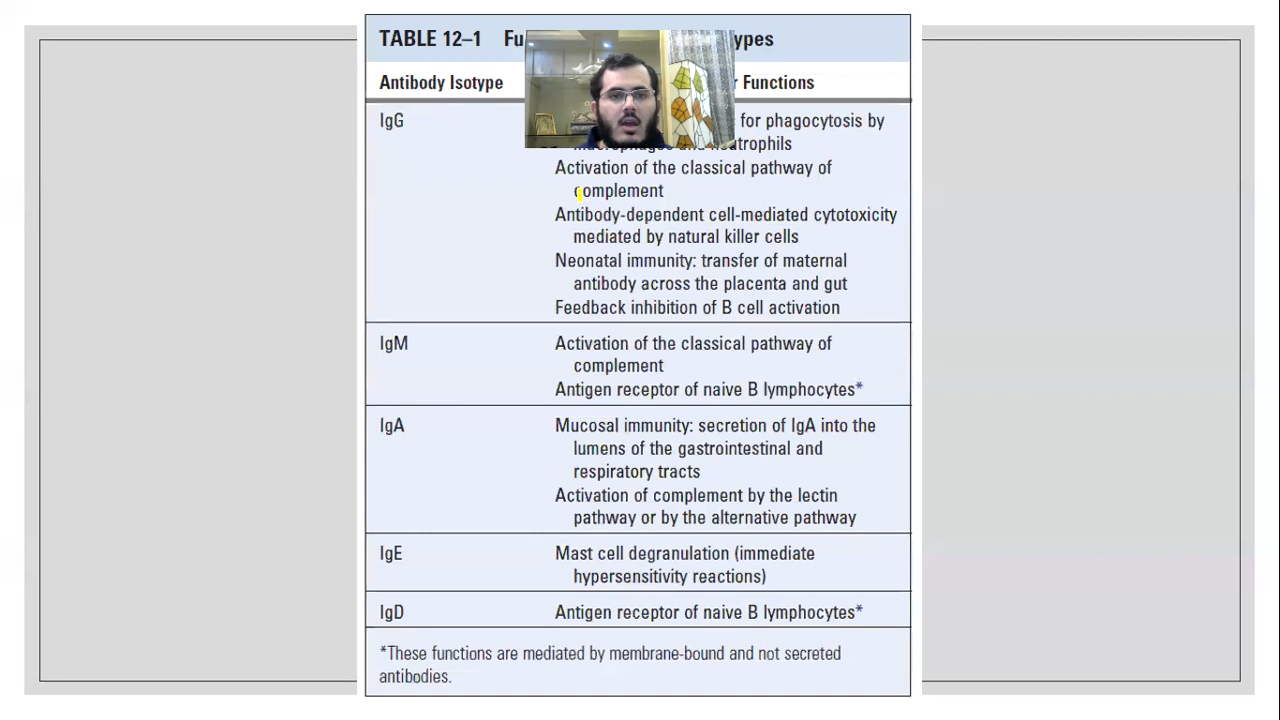 TABLE 12–1 Fu ypes
Antibody Isotype Functions
IgG for phagocytosis by
Activation of the classical pathway of
complement
Antibody-dependent cell-mediated cytotoxicity
mediated by natural killer cells
Neonatal immunity: transfer of maternal
antibody across the placenta and gut
Feedback inhibition of B cell activation
IgM Activation of the classical pathway of
complement
Antigen receptor of naive B lymphocytes*
IgA Mucosal immunity: secretion of IgA into the
lumens of the gastrointestinal and
respiratory tracts
Activation of complement by the lectin
pathway or by the alternative pathway
IgE Mast cell degranulation (immediate
hypersensitivity reactions)
IgD Antigen receptor of naive B lymphocytes*
*These functions are mediated by membrane-bound and not secreted
antibodies.